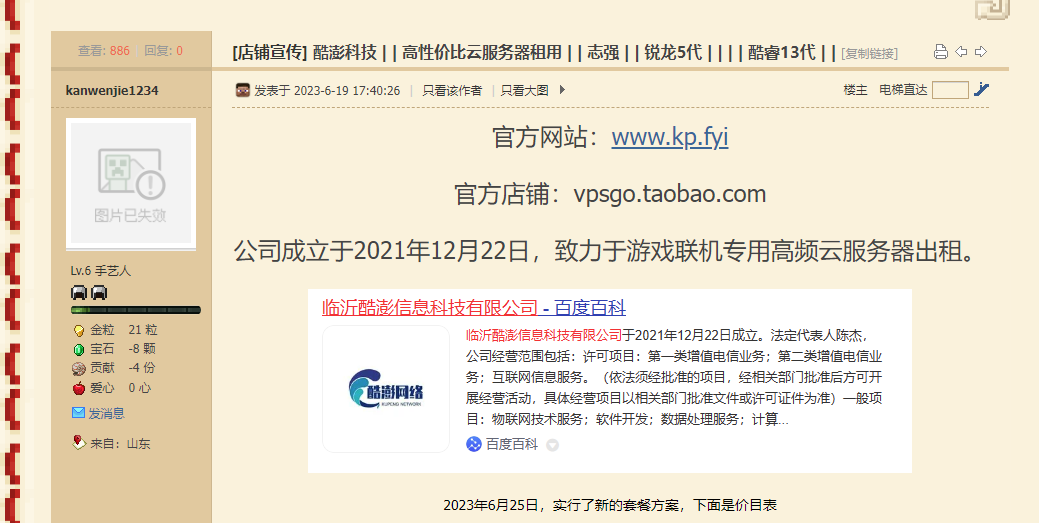 查看: 886 | 回复: 0
[店铺宣传] 酷澎科技 | | 高性价比云服务器租用 | | 志强 | | 锐龙5代 | | | | 酷睿13代 | | [复制链接]
kanwenjie1234
发表于 2023-6-19 17:40:26 | 只看该作者 | 只看大图
楼主 电梯直达
图片已失效
Lv.6 手艺人
金粒 21 粒
宝石 -8 颗
贡献 -4 份
爱心 0 心
发消息
来自: 山东
官方网站：www.kp.fyi
官方店铺：vpsgo.taobao.com
公司成立于2021年12月22日，致力于游戏联机专用高频云服务器出租。
临沂酷澎信息科技有限公司 - 百度百科
酷澎网络
KUPENG NETWORK
临沂酷澎信息科技有限公司于2021年12月22日成立。法定代表人陈杰，
公司经营范围包括：许可项目：第一类增值电信业务；第二类增值电信业
务；互联网信息服务。（依法须经批准的项目，经相关部门批准后方可开
展经营活动，具体经营项目以相关部门批准文件或许可证件为准）一般项
目：物联网技术服务；软件开发；数据处理服务；计算...
百度百科
2023年6月25日，实行了新的套餐方案，下面是价目表